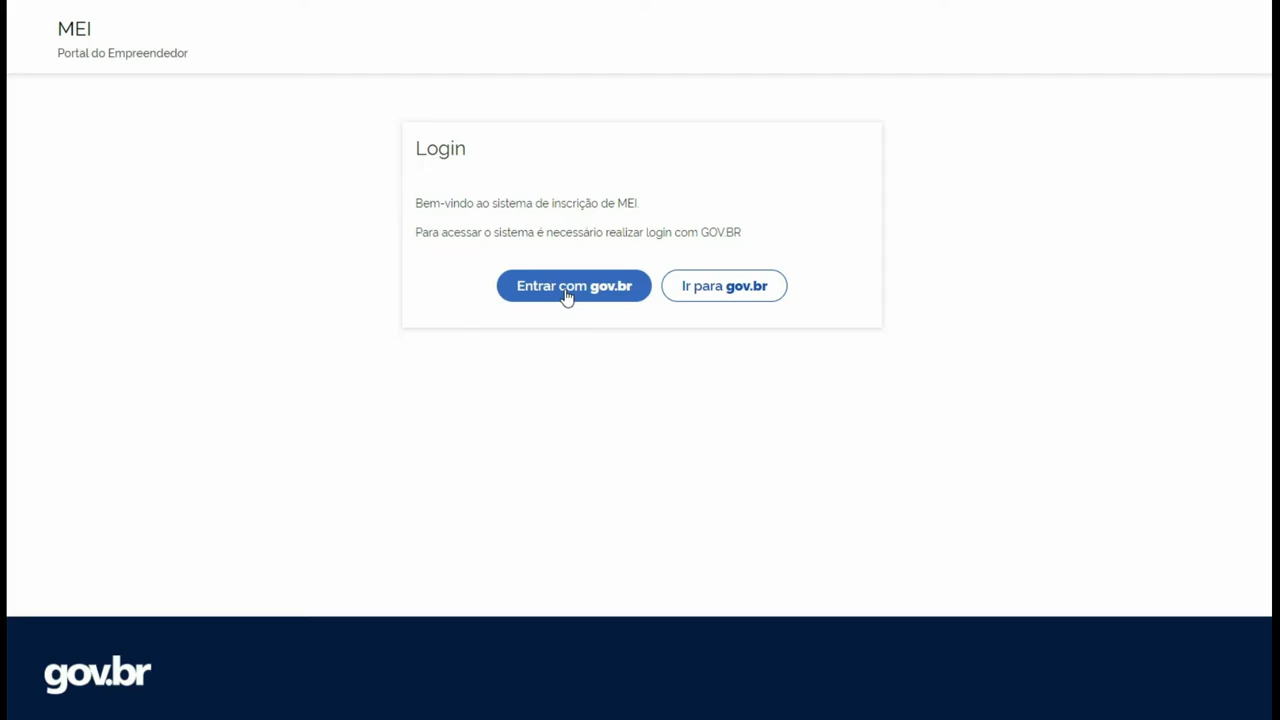 MEI
Portal do Empreendedor
Login
Bem-vindo ao sistema de inscrição de MEI.
Para acessar o sistema é necessário realizar login com GOV.BR
Entrar com gov.br
Ir para gov.br
gov.br